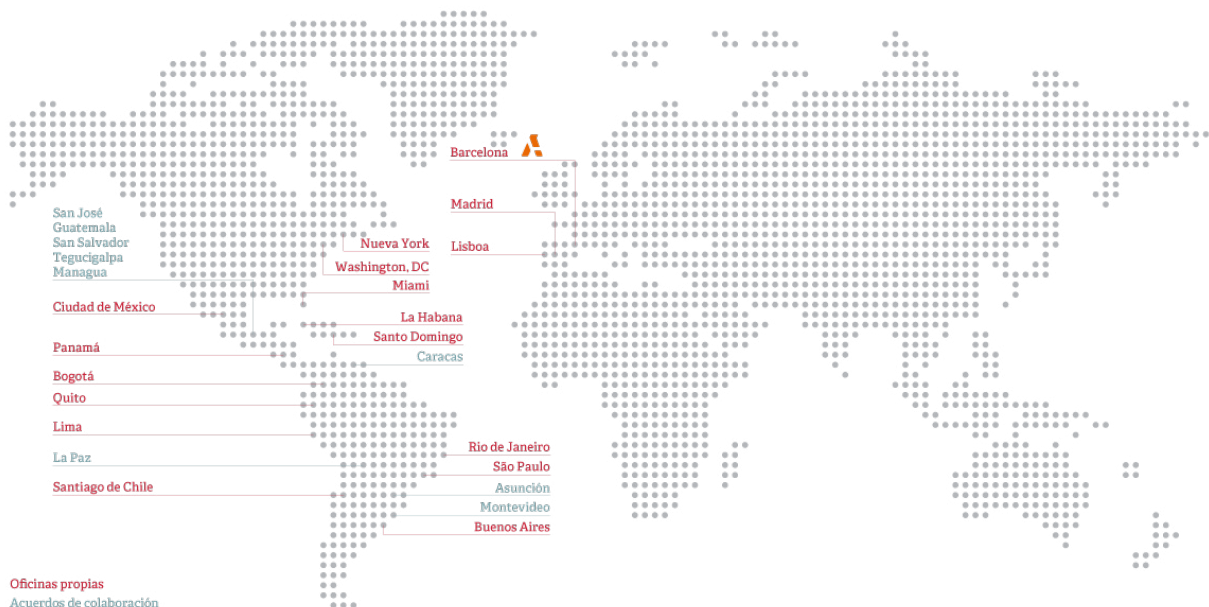 Barcelona
Madrid
Lisboa
San José
Guatemala
San Salvador
Tegucigalpa
Managua
Nueva York
Washington, DC
Miami
Ciudad de México
La Habana
Santo Domingo
Caracas
Panamá
Bogotá
Quito
Lima
La Paz
Santiago de Chile
Rio de Janeiro
São Paulo
Asunción
Montevideo
Buenos Aires
Oficinas propias
Acuerdos de colaboración